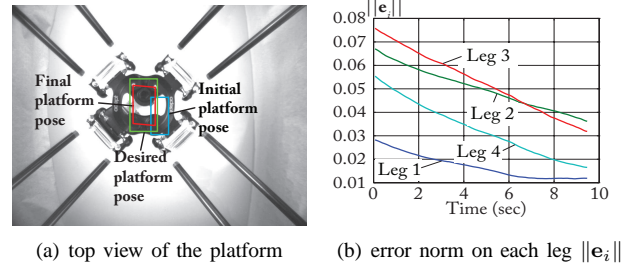 Final
platform
pose
Initial
platform
pose
Desired
platform
pose
(a) top view of the platform
||e_i||
0.08
0.07
0.06
0.05
0.04
0.03
0.02
0.01
Leg 3
Leg 2
Leg 4
Leg 1
0 2 4 6 8 10
Time (sec)
(b) error norm on each leg ‖e_i‖